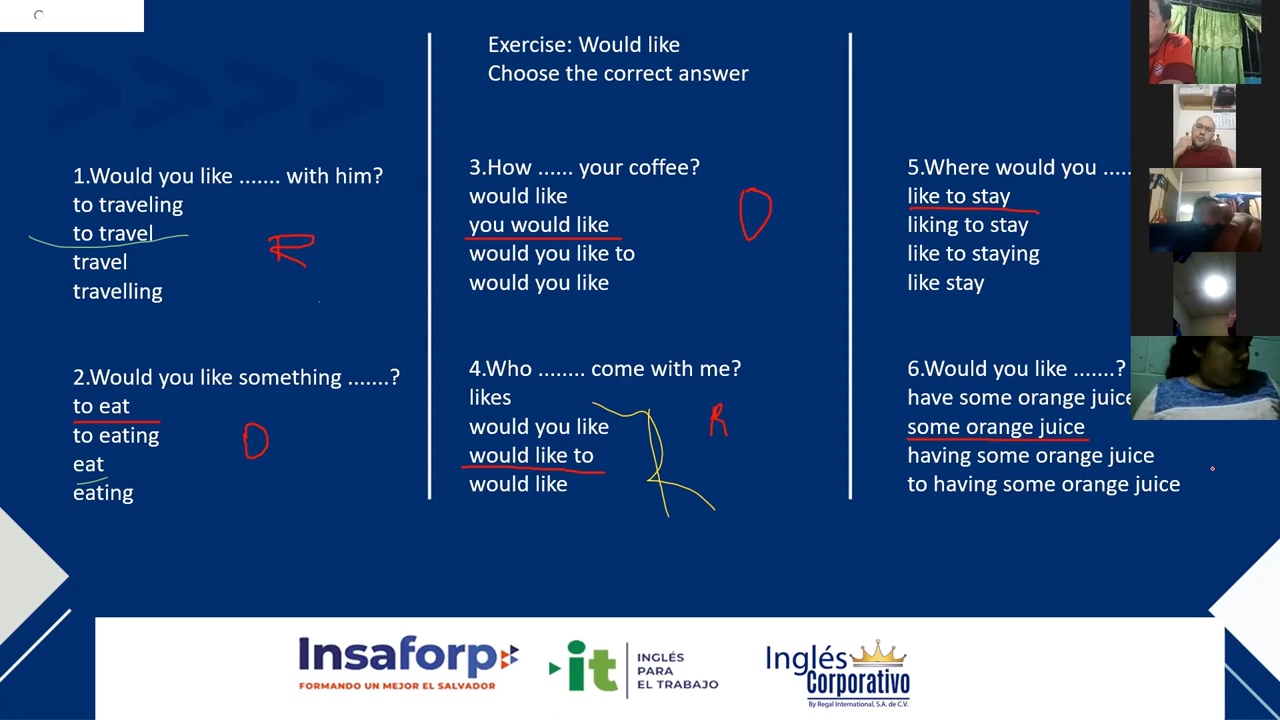 Exercise: Would like
Choose the correct answer
1.Would you like ....... with him?
to traveling
to travel
travel
travelling
R
2.Would you like something .......?
to eat
to eating
eat
eating
D
3.How ...... your coffee?
would like
you would like
would you like to
would you like
D
4.Who ........ come with me?
likes
would you like
would like to
would like
R
R
5.Where would you .....
like to stay
liking to stay
like to staying
like stay
6.Would you like .......?
have some orange juice
some orange juice
having some orange juice
to having some orange juice
Insaforp
FORMANDO UN MEJOR EL SALVADOR
it
INGLÉS
PARA
EL TRABAJO
Inglés
Corporativo
By Regal International, S.A. de C.V.